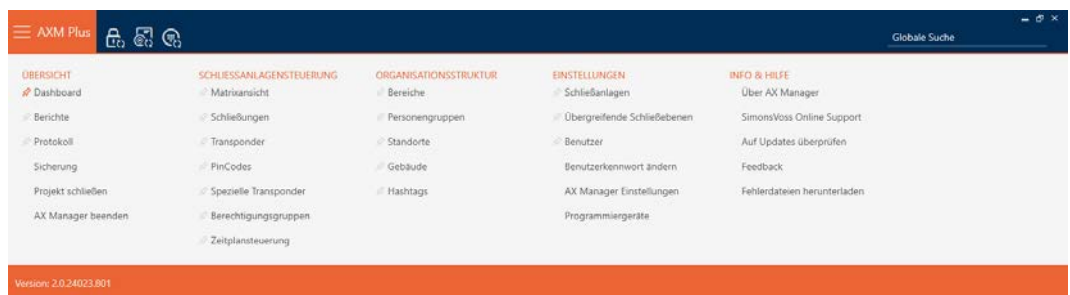 AXM Plus
Globale Suche
ÜBERSICHT
Dashboard
Berichte
Protokoll
Sicherung
Projekt schließen
AX Manager beenden
SCHLIESSANLAGENSTEUERUNG
Matrixansicht
Schließungen
Transponder
PinCodes
Spezielle Transponder
Berechtigungsgruppen
Zeitplansteuerung
ORGANISATIONSSTRUKTUR
Bereiche
Personengruppen
Standorte
Gebäude
Hashtags
EINSTELLUNGEN
Schließanlagen
Übergreifende Schließebenen
Benutzer
Benutzerkennwort ändern
AX Manager Einstellungen
Programmiergeräte
INFO & HILFE
Über AX Manager
SimonsVoss Online Support
Auf Updates überprüfen
Feedback
Fehlerdateien herunterladen
Version: 2.0.24023.801